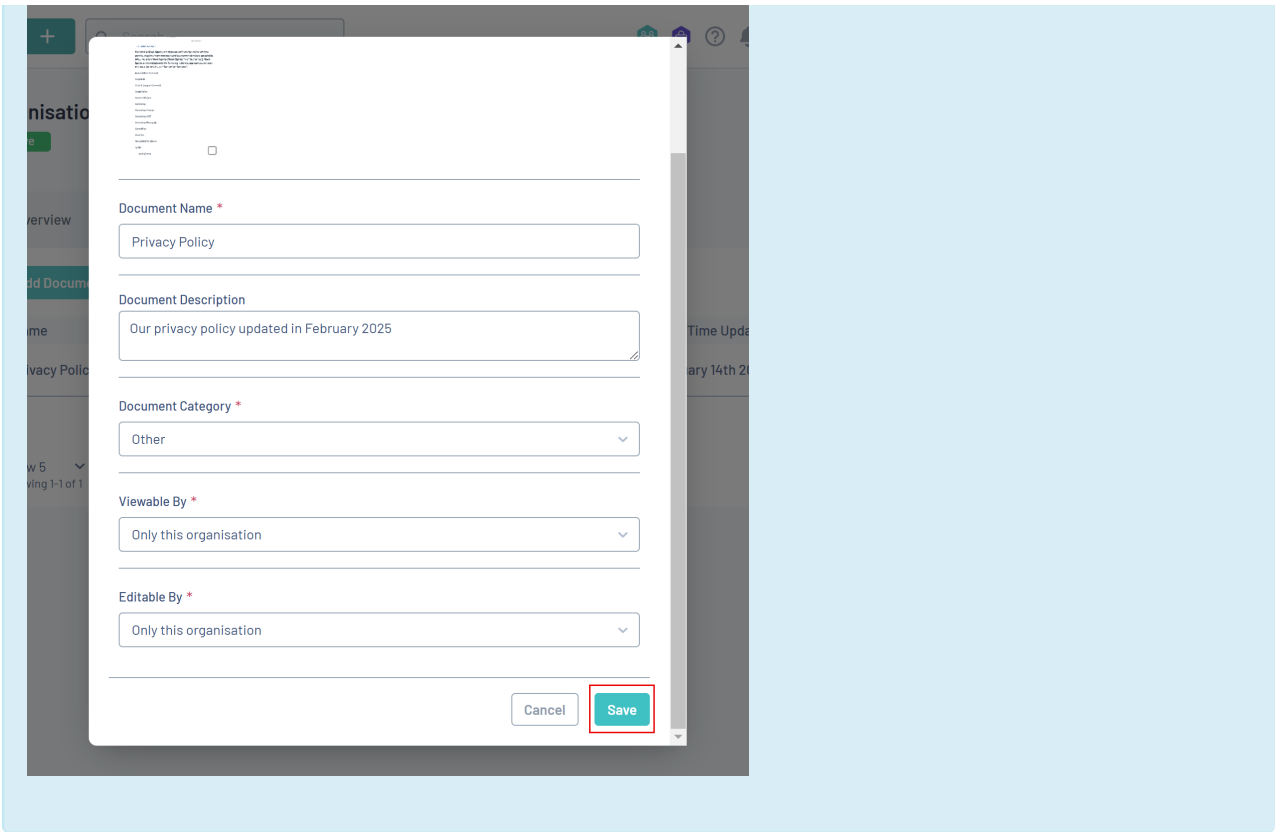 nisatio
e
verview
dd Docum
me
Time Upda
ivacy Polic
ary 14th 20
w 5
wing 1-1 of 1
Document Name *
Privacy Policy
Document Description
Our privacy policy updated in February 2025
Document Category *
Other
Viewable By *
Only this organisation
Editable By *
Only this organisation
Cancel
Save